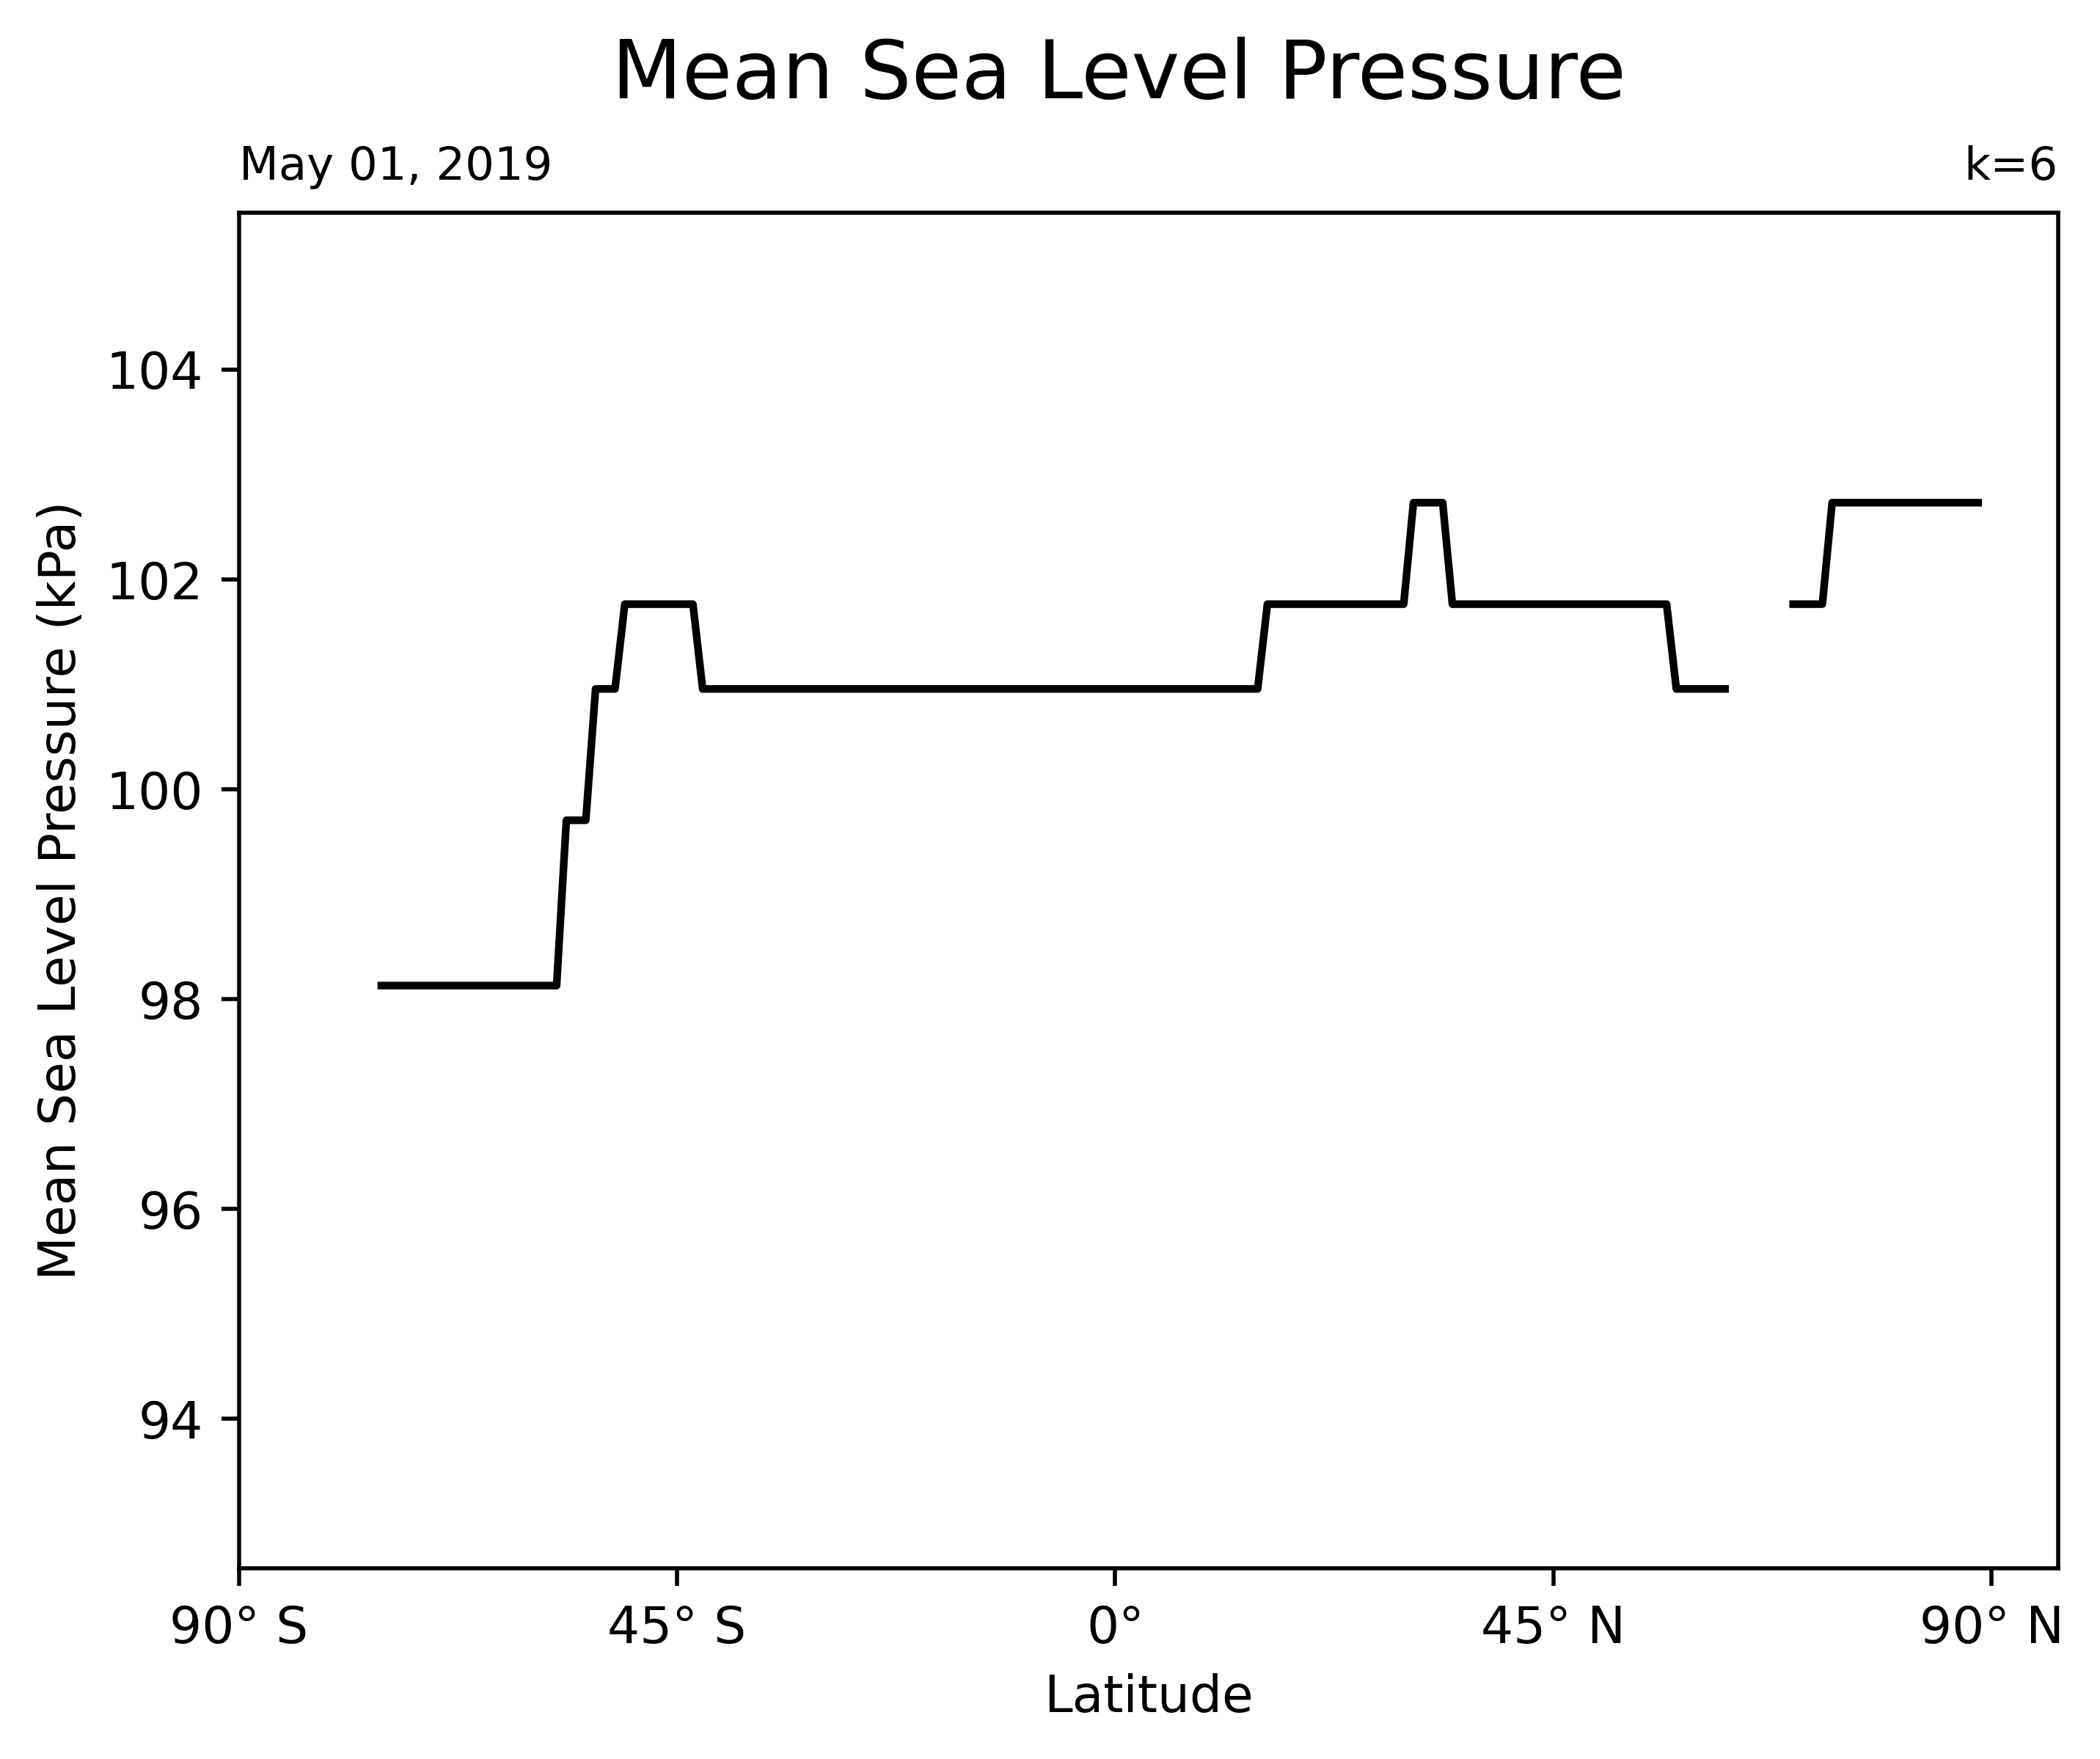 Mean Sea Level Pressure
May 01, 2019
k=6
Mean Sea Level Pressure (kPa)
104
102
100
98
96
94
90° S
45° S
0°
45° N
90° N
Latitude